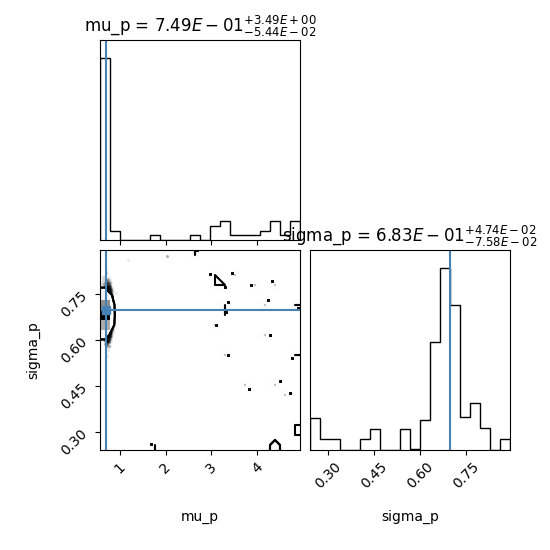 mu_p = 7.49E − 01+3.49E+00−5.44E−02
sigma_p = 6.83E − 01+4.74E−02−7.58E−02
0.75
0.60
0.45
0.30
sigma_p
1 2 3 4
0.30 0.45 0.60 0.75
mu_p sigma_p